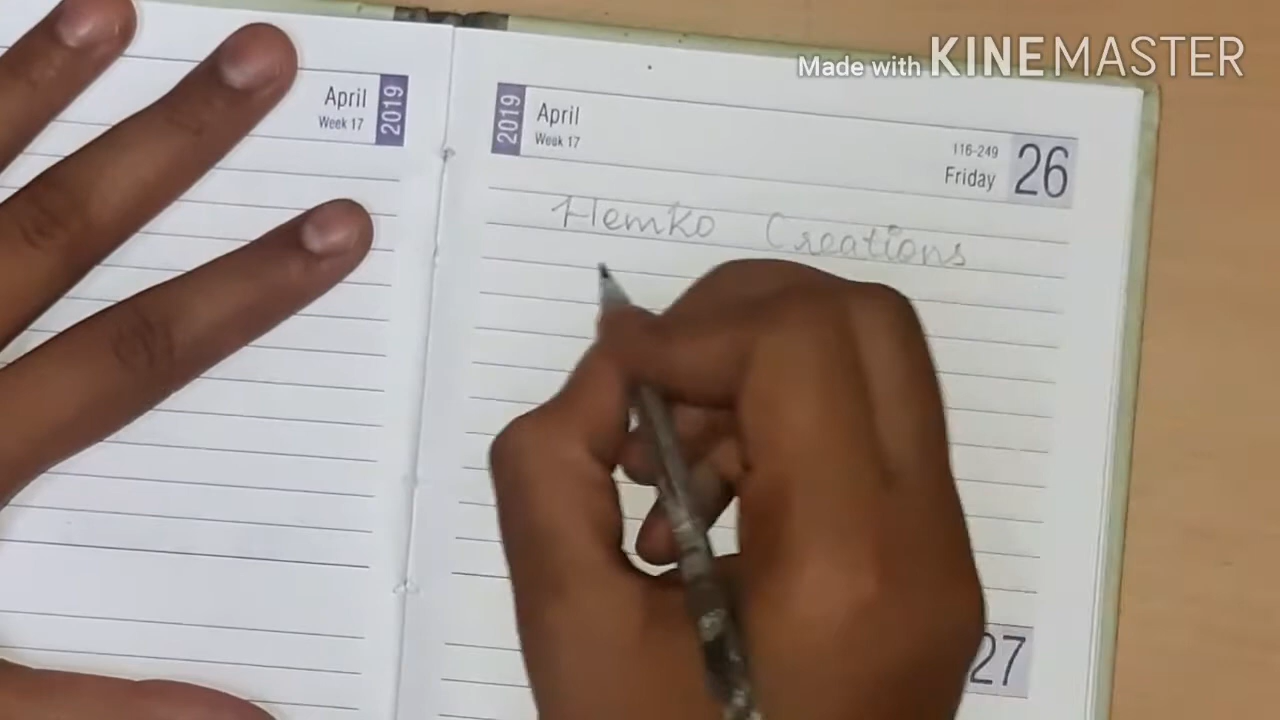 Made with KINEMASTER
April
Week 17
2019
2019
April
Week 17
116-249
Friday
26
Hemko Creations
27